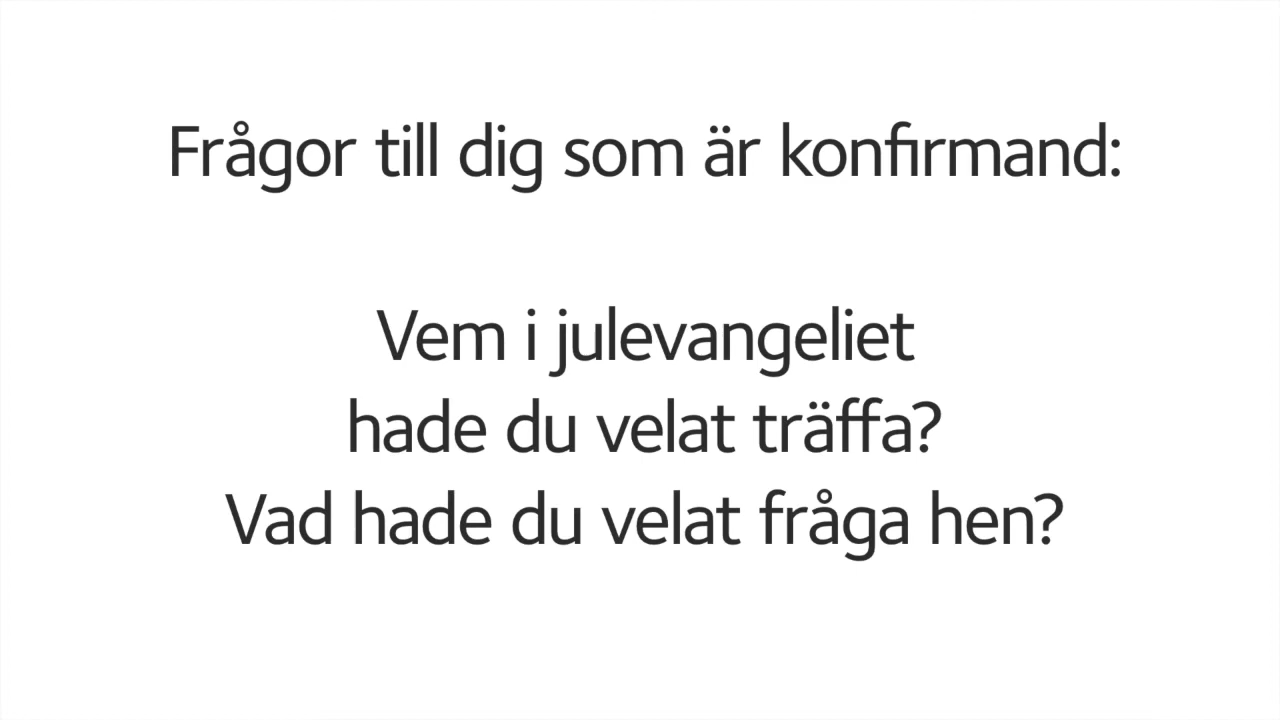 Frågor till dig som är konfirmand:
Vem i julevangeliet
hade du velat träffa?
Vad hade du velat fråga hen?